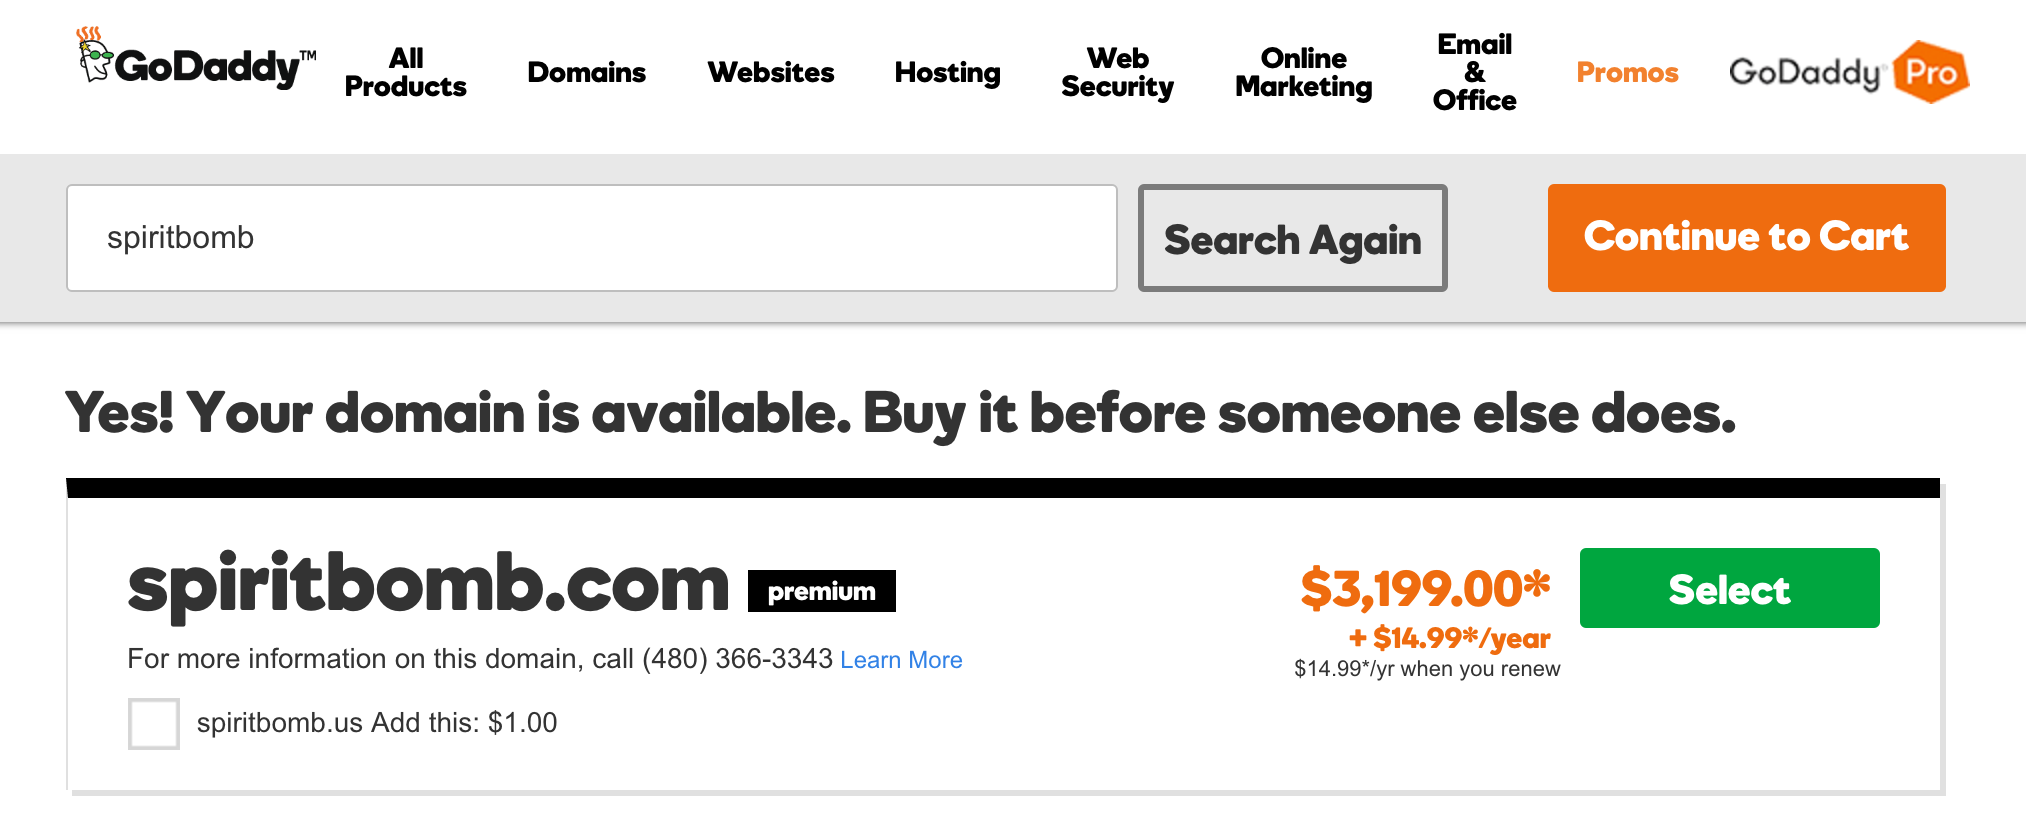 GoDaddy™
All Products
Domains
Websites
Hosting
Web Security
Online Marketing
Email & Office
Promos
GoDaddy Pro
spiritbomb
Search Again
Continue to Cart
Yes! Your domain is available. Buy it before someone else does.
spiritbomb.com premium
$3,199.00*
+ $14.99*/year
$14.99*/yr when you renew
Select
For more information on this domain, call (480) 366-3343 Learn More
spiritbomb.us Add this: $1.00